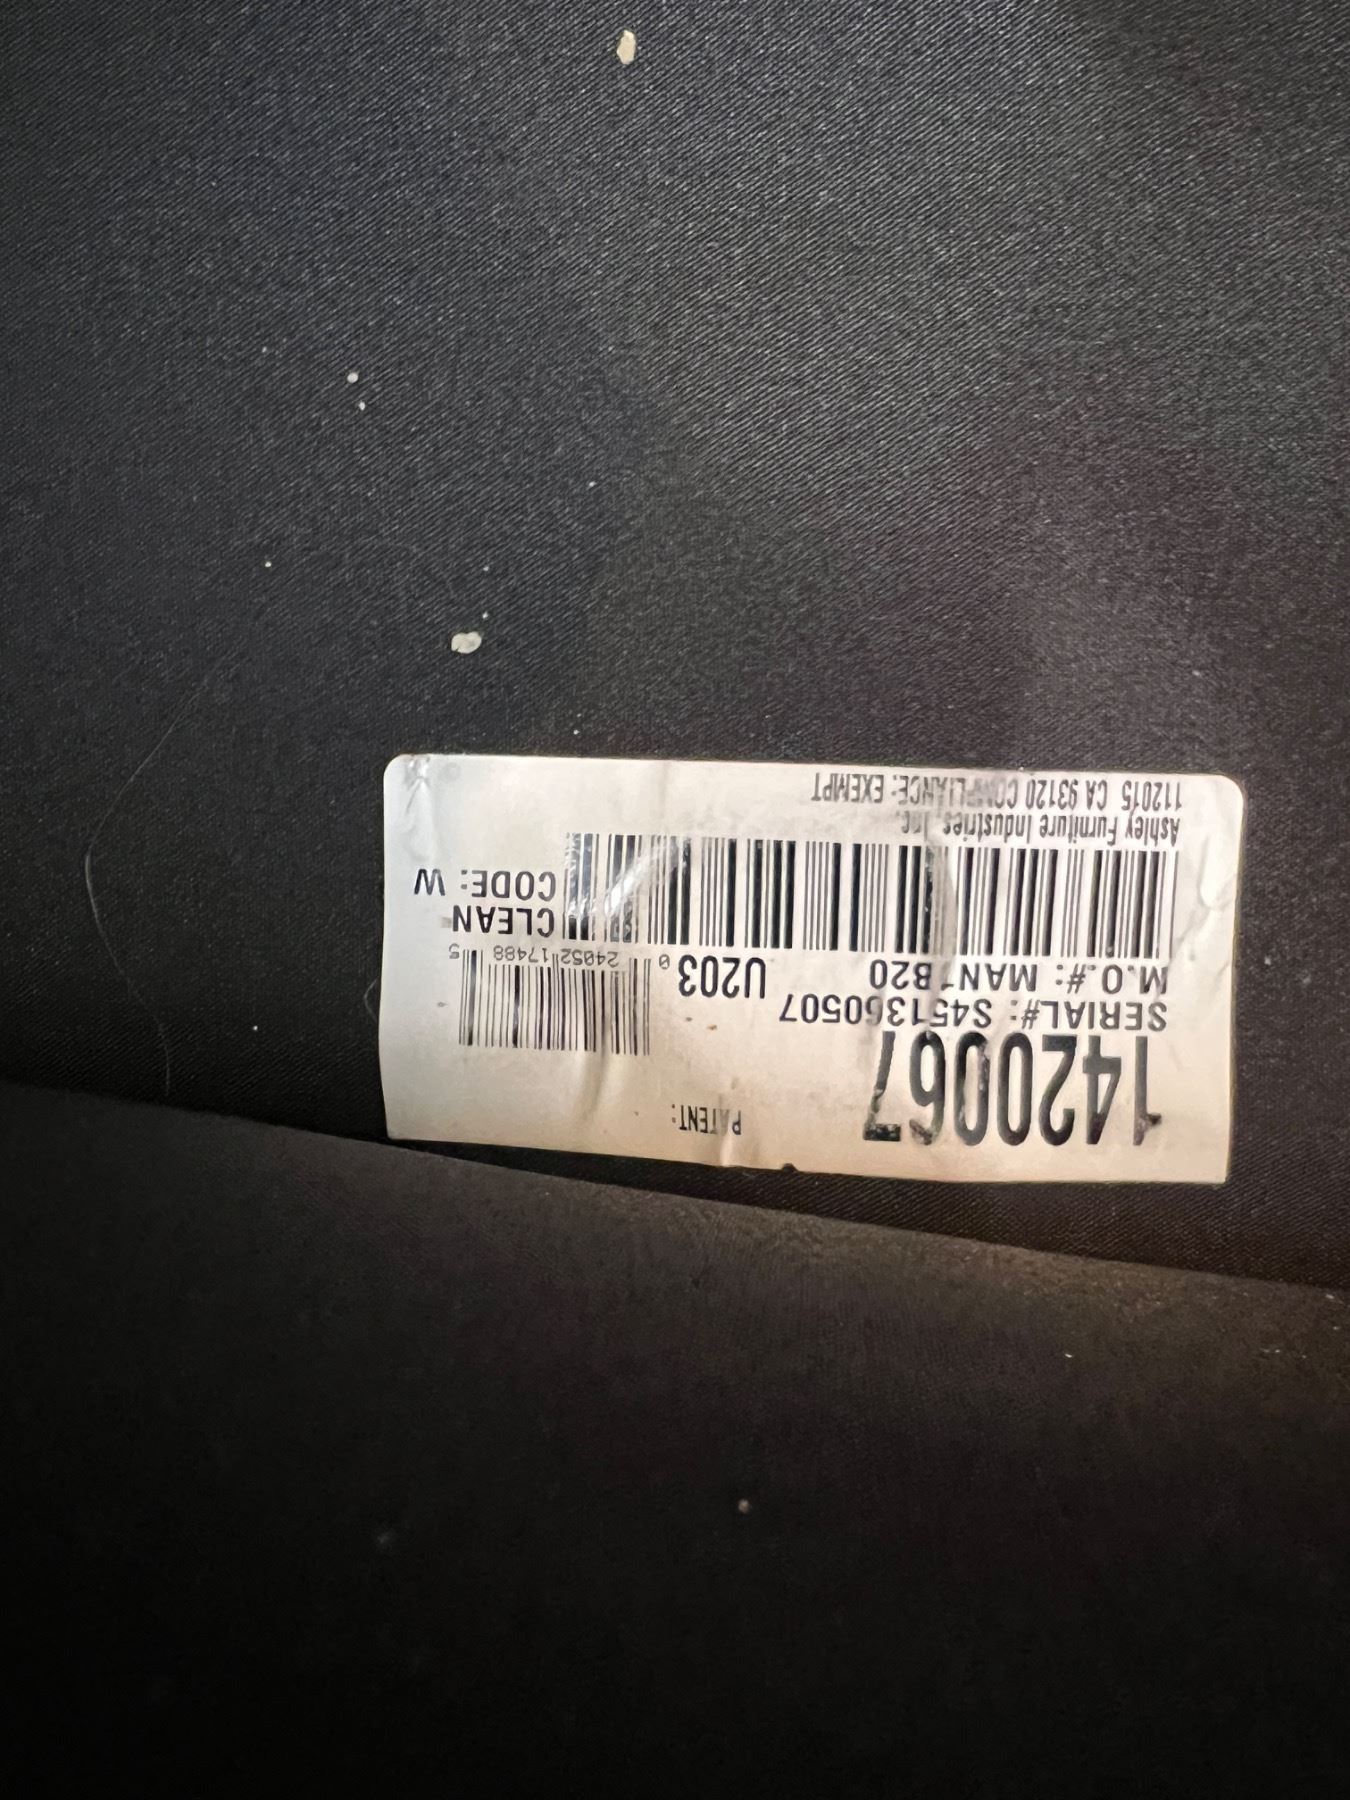 1420067
PATENT:
SERIAL#: S451360507
M.O.#: B20
U203
0 24052 17488 5
CLEAN
CODE: W
Ashley Furniture Industries, Inc.
112015 CA 93120 COMPLIANCE: EXEMPT